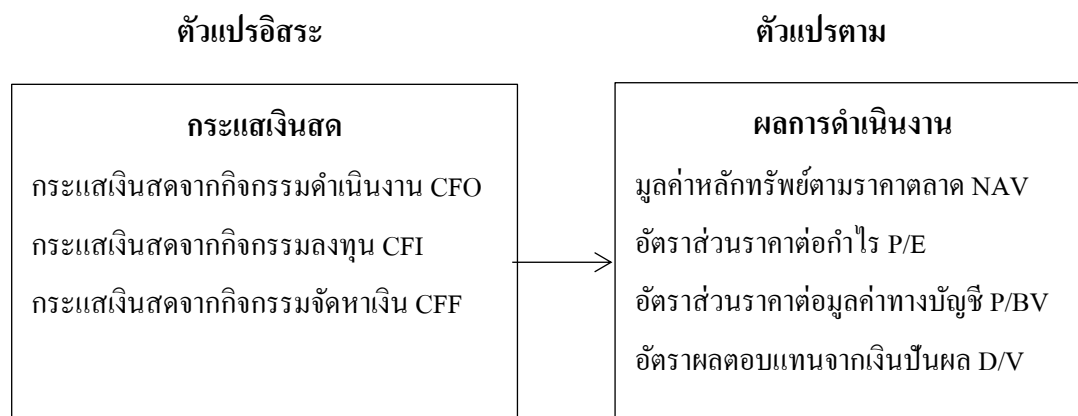 ตัวแปรอิสระ
ตัวแปรตาม
กระแสเงินสด
กระแสเงินสดจากกิจกรรมดำเนินงาน CFO
กระแสเงินสดจากกิจกรรมลงทุน CFI
กระแสเงินสดจากกิจกรรมจัดหาเงิน CFF
ผลการดำเนินงาน
มูลค่าหลักทรัพย์ตามราคาตลาด NAV
อัตราส่วนราคาต่อกำไร P/E
อัตราส่วนราคาต่อมูลค่าทางบัญชี P/BV
อัตราผลตอบแทนจากเงินปันผล D/V